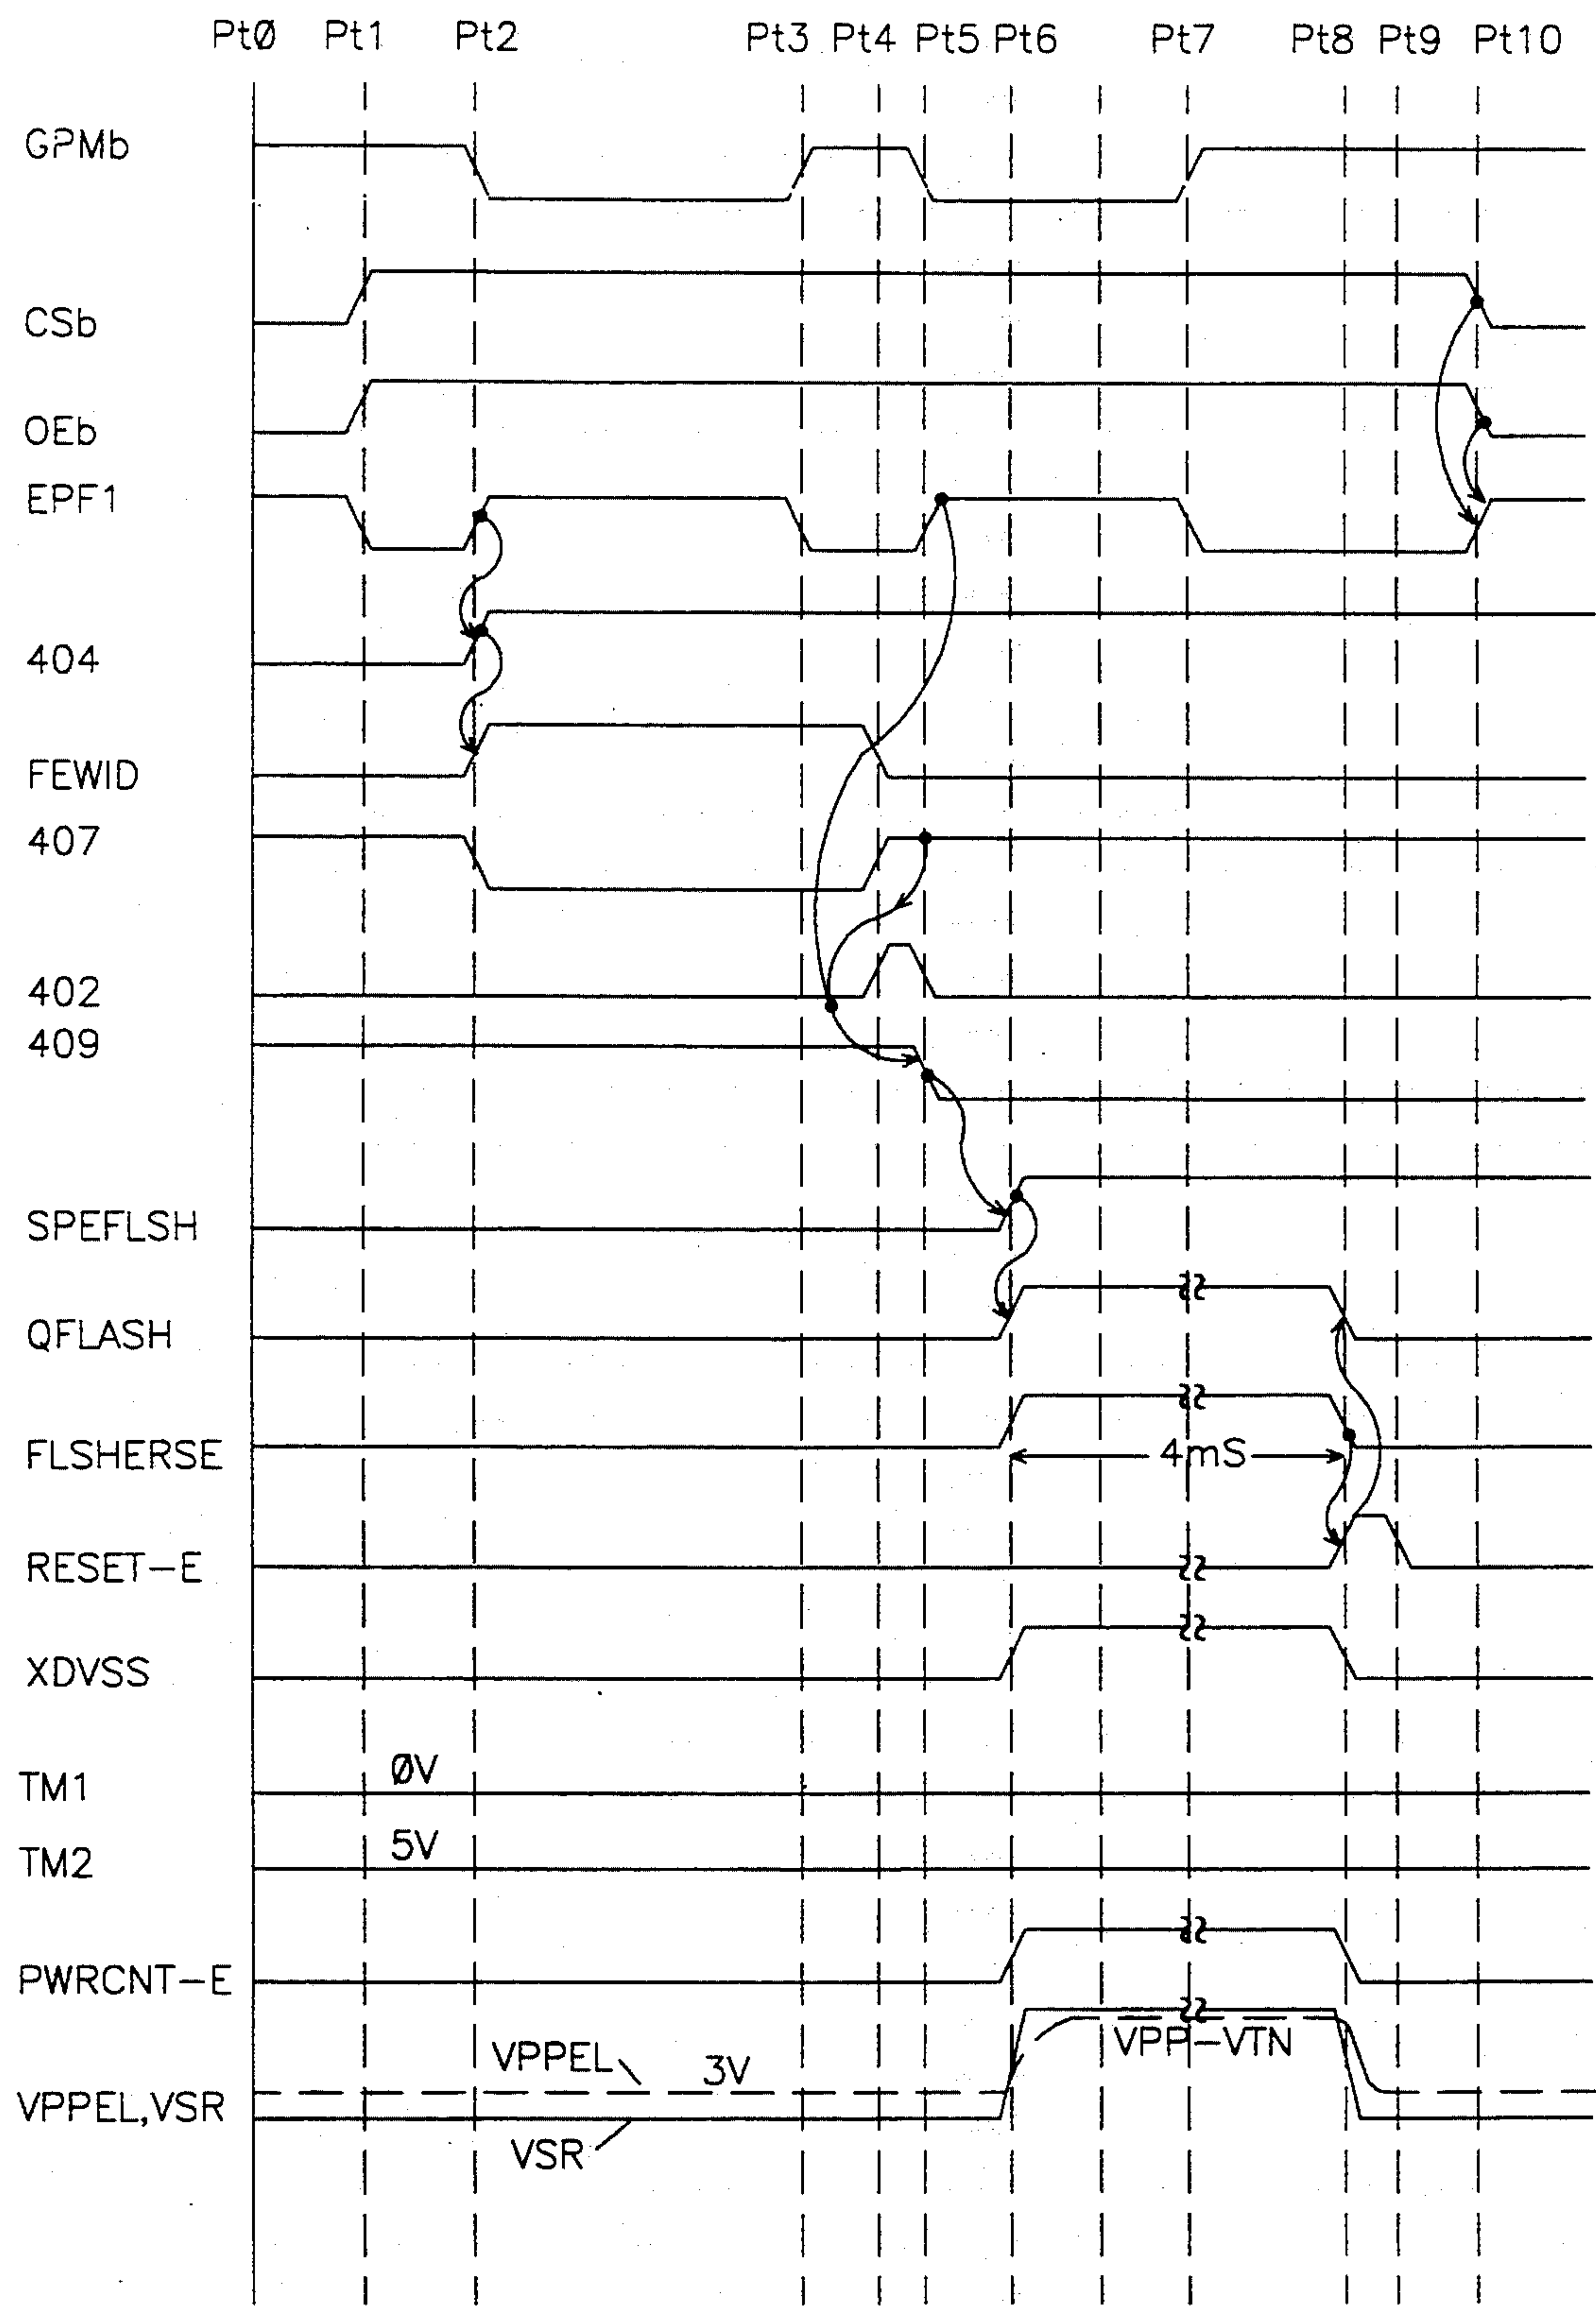 PtØ Pt1 Pt2 Pt3 Pt4 Pt5 Pt6 Pt7 Pt8 Pt9 Pt10
GPMb
CSb
OEb
EPF1
404
FEWID
407
402
409
SPEFLSH
QFLASH
FLSHERSE
4mS
RESET-E
XDVSS
ØV
TM1
5V
TM2
PWRCNT-E
VPP-VTN
VPPEL 3V
VPPEL,VSR
VSR